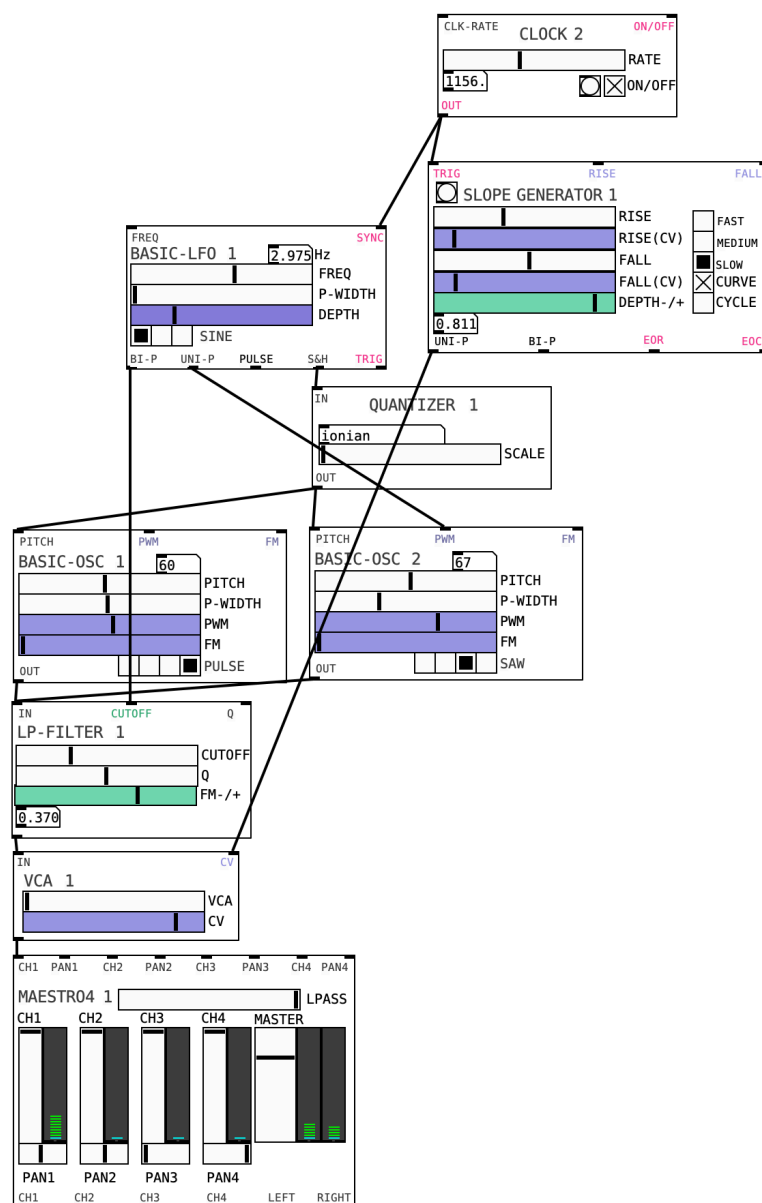 CLK-RATE ON/OFF
CLOCK 2
RATE
1156.
ON/OFF
OUT
TRIG RISE FALL
SLOPE GENERATOR 1
RISE
FAST
RISE(CV)
MEDIUM
FALL
SLOW
FALL(CV)
CURVE
DEPTH-/+
CYCLE
0.811
UNI-P BI-P EOR EOC
FREQ SYNC
BASIC-LFO 1 2.975 Hz
FREQ
P-WIDTH
DEPTH
SINE
BI-P UNI-P PULSE S&H TRIG
IN
QUANTIZER 1
ionian
SCALE
OUT
PITCH PWM FM
BASIC-OSC 1 60
PITCH
P-WIDTH
PWM
FM
PULSE
OUT
PITCH PWM FM
BASIC-OSC 2 67
PITCH
P-WIDTH
PWM
FM
SAW
OUT
IN CUTOFF Q
LP-FILTER 1
CUTOFF
Q
FM-/+
0.370
IN CV
VCA 1
VCA
CV
CH1 PAN1 CH2 PAN2 CH3 PAN3 CH4 PAN4
MAESTRO4 1 LPASS
CH1 CH2 CH3 CH4 MASTER
PAN1 PAN2 PAN3 PAN4
CH1 CH2 CH3 CH4 LEFT RIGHT